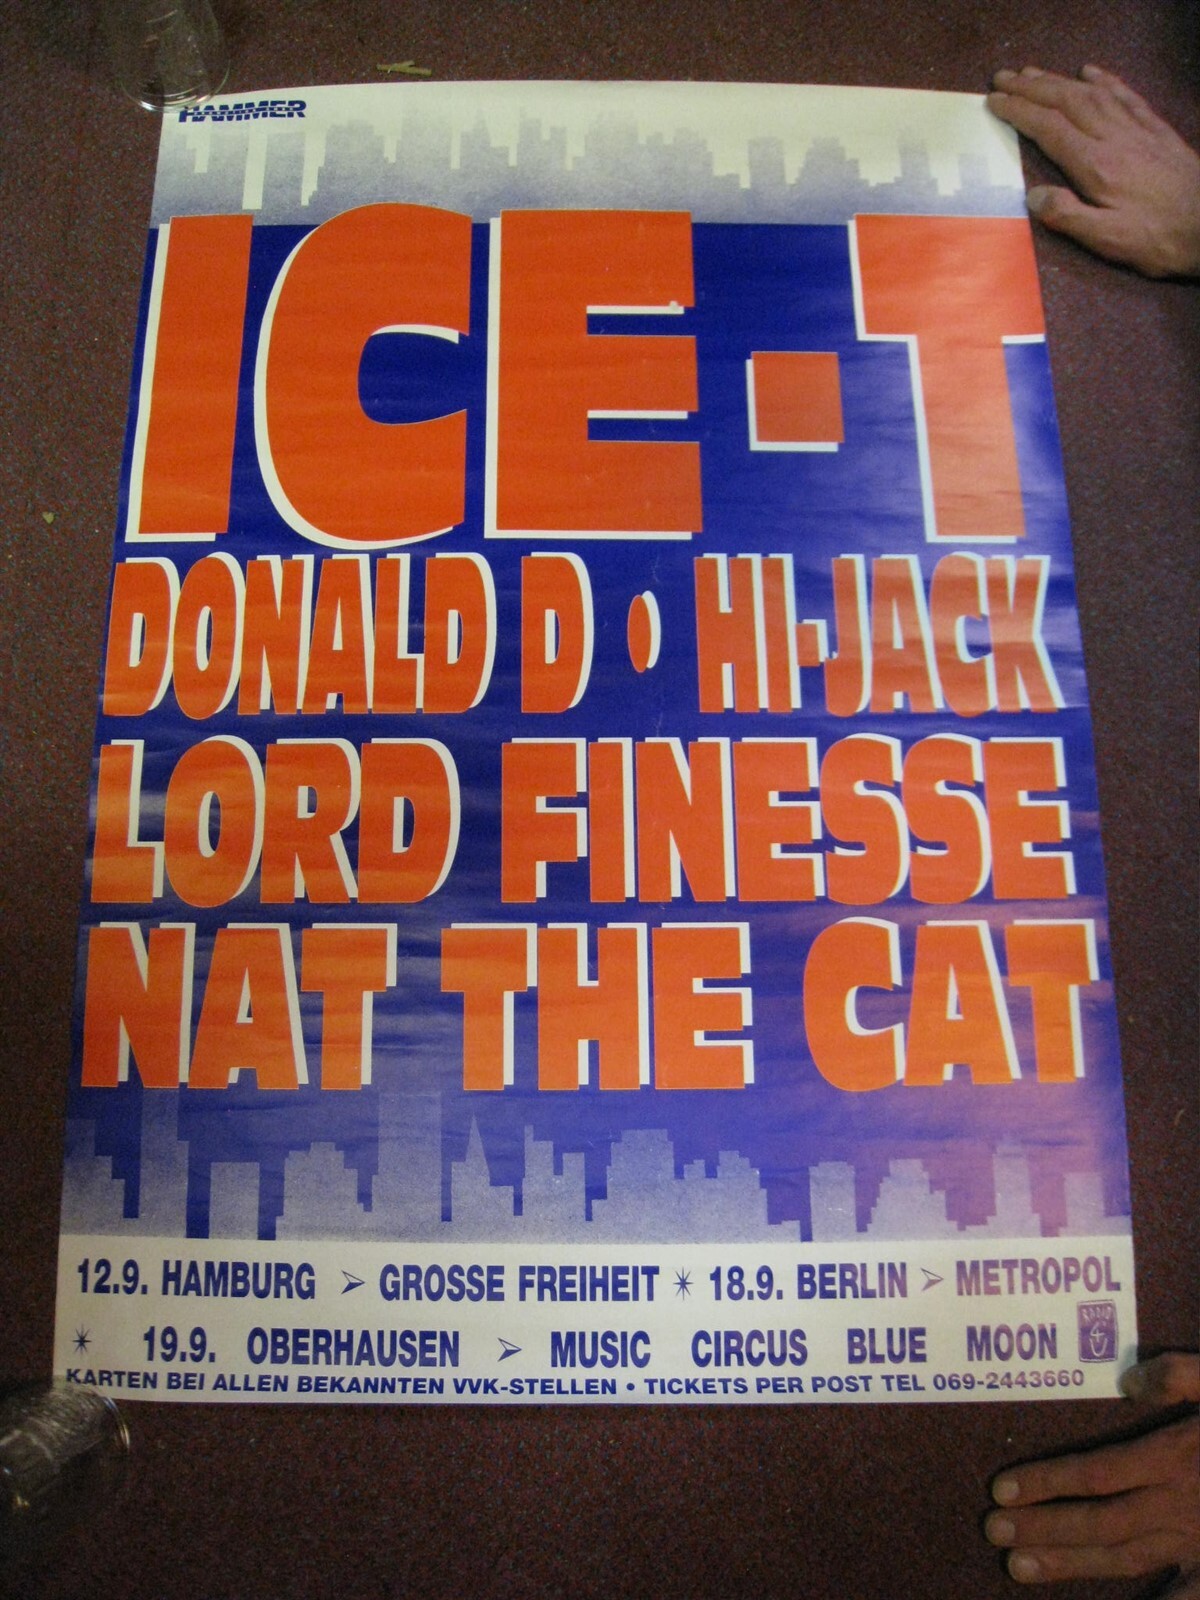 HAMMER
ICE·T
DONALD D • HI-JACK
LORD FINESSE
NAT THE CAT
12.9. HAMBURG ➢ GROSSE FREIHEIT ✴ 18.9. BERLIN ➢ METROPOL
✴ 19.9. OBERHAUSEN ➢ MUSIC CIRCUS BLUE MOON
RADIO
KARTEN BEI ALLEN BEKANNTEN VVK-STELLEN • TICKETS PER POST TEL 069-2443660